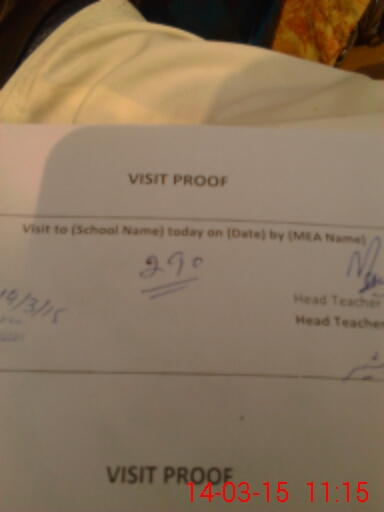 VISIT PROOF
Visit to (School Name) today on (Date) by (MEA Name)
290
14/3/15
Head Teacher
Head Teacher
VISIT PROOF
14-03-15 11:15